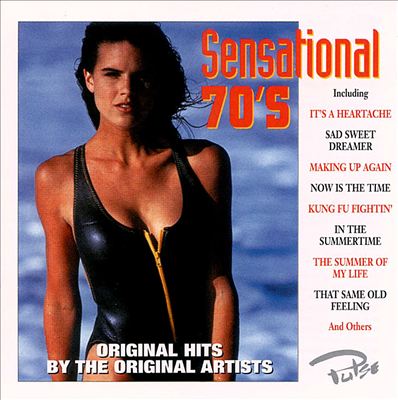 Sensational
70'S
Including
IT'S A HEARTACHE
SAD SWEET
DREAMER
MAKING UP AGAIN
NOW IS THE TIME
KUNG FU FIGHTIN'
IN THE
SUMMERTIME
THE SUMMER OF
MY LIFE
THAT SAME OLD
FEELING
And Others
ORIGINAL HITS
BY THE ORIGINAL ARTISTS
PULSE